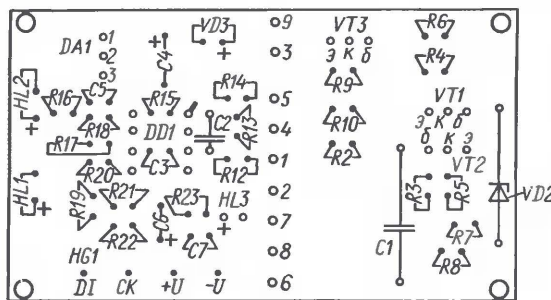 DA1 1 2 3
C4
VD3
9
3
VT3
Э К б
R6
R4
HL2
R16
C5
R15
R14
C2
5
R9
VT1
Э К б
б К Э
VT2
R17
R18
DD1
R13
4
R10
HL1
R20
C3
R12
1
R2
R19
R21
R23
HL3
2
R3
R5
VD2
R22
C6
C7
7
C1
R7
HG1
8
R8
DI CK +U -U 6